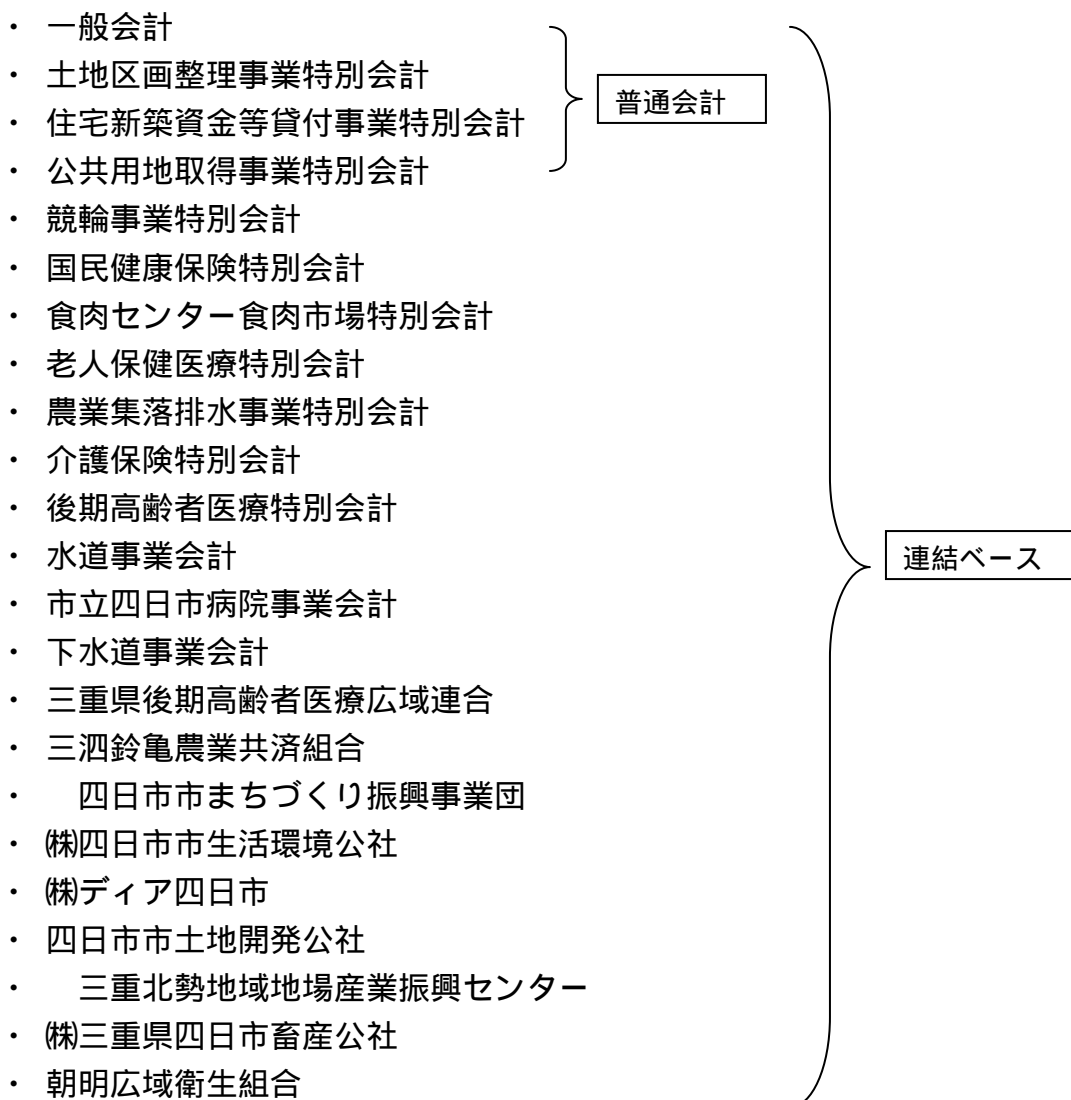 ・ 一般会計
・ 土地区画整理事業特別会計
普通会計
・ 住宅新築資金等貸付事業特別会計
・ 公共用地取得事業特別会計
・ 競輪事業特別会計
・ 国民健康保険特別会計
・ 食肉センター食肉市場特別会計
・ 老人保健医療特別会計
・ 農業集落排水事業特別会計
・ 介護保険特別会計
・ 後期高齢者医療特別会計
・ 水道事業会計
連結ベース
・ 市立四日市病院事業会計
・ 下水道事業会計
・ 三重県後期高齢者医療広域連合
・ 三泗鈴亀農業共済組合
・ 四日市市まちづくり振興事業団
・ ㈱四日市市生活環境公社
・ ㈱ディア四日市
・ 四日市市土地開発公社
・ 三重北勢地域地場産業振興センター
・ ㈱三重県四日市畜産公社
・ 朝明広域衛生組合